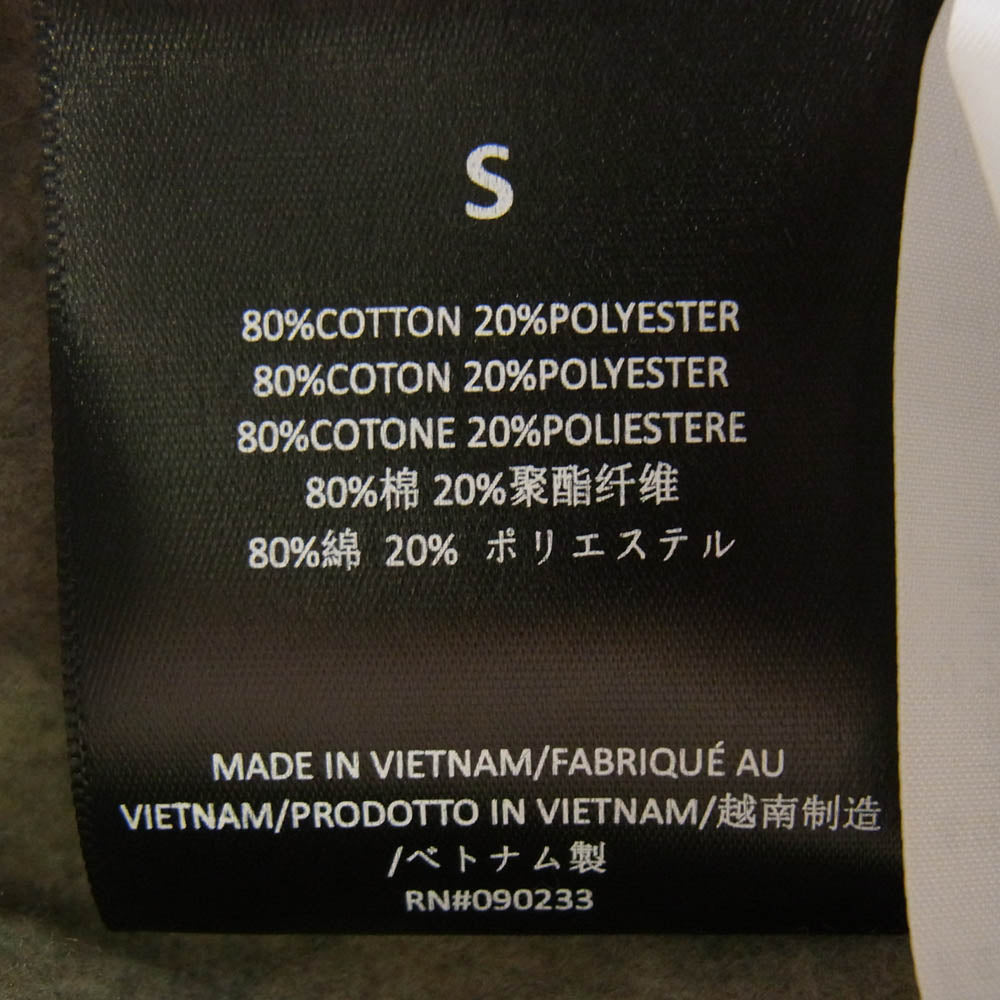 S
80%COTTON 20%POLYESTER
80%COTON 20%POLYESTER
80%COTONE 20%POLIESTERE
80%棉 20%聚酯纤维
80%綿 20% ポリエステル
MADE IN VIETNAM/FABRIQUÉ AU
VIETNAM/PRODOTTO IN VIETNAM/越南制造
/ベトナム製
RN#090233